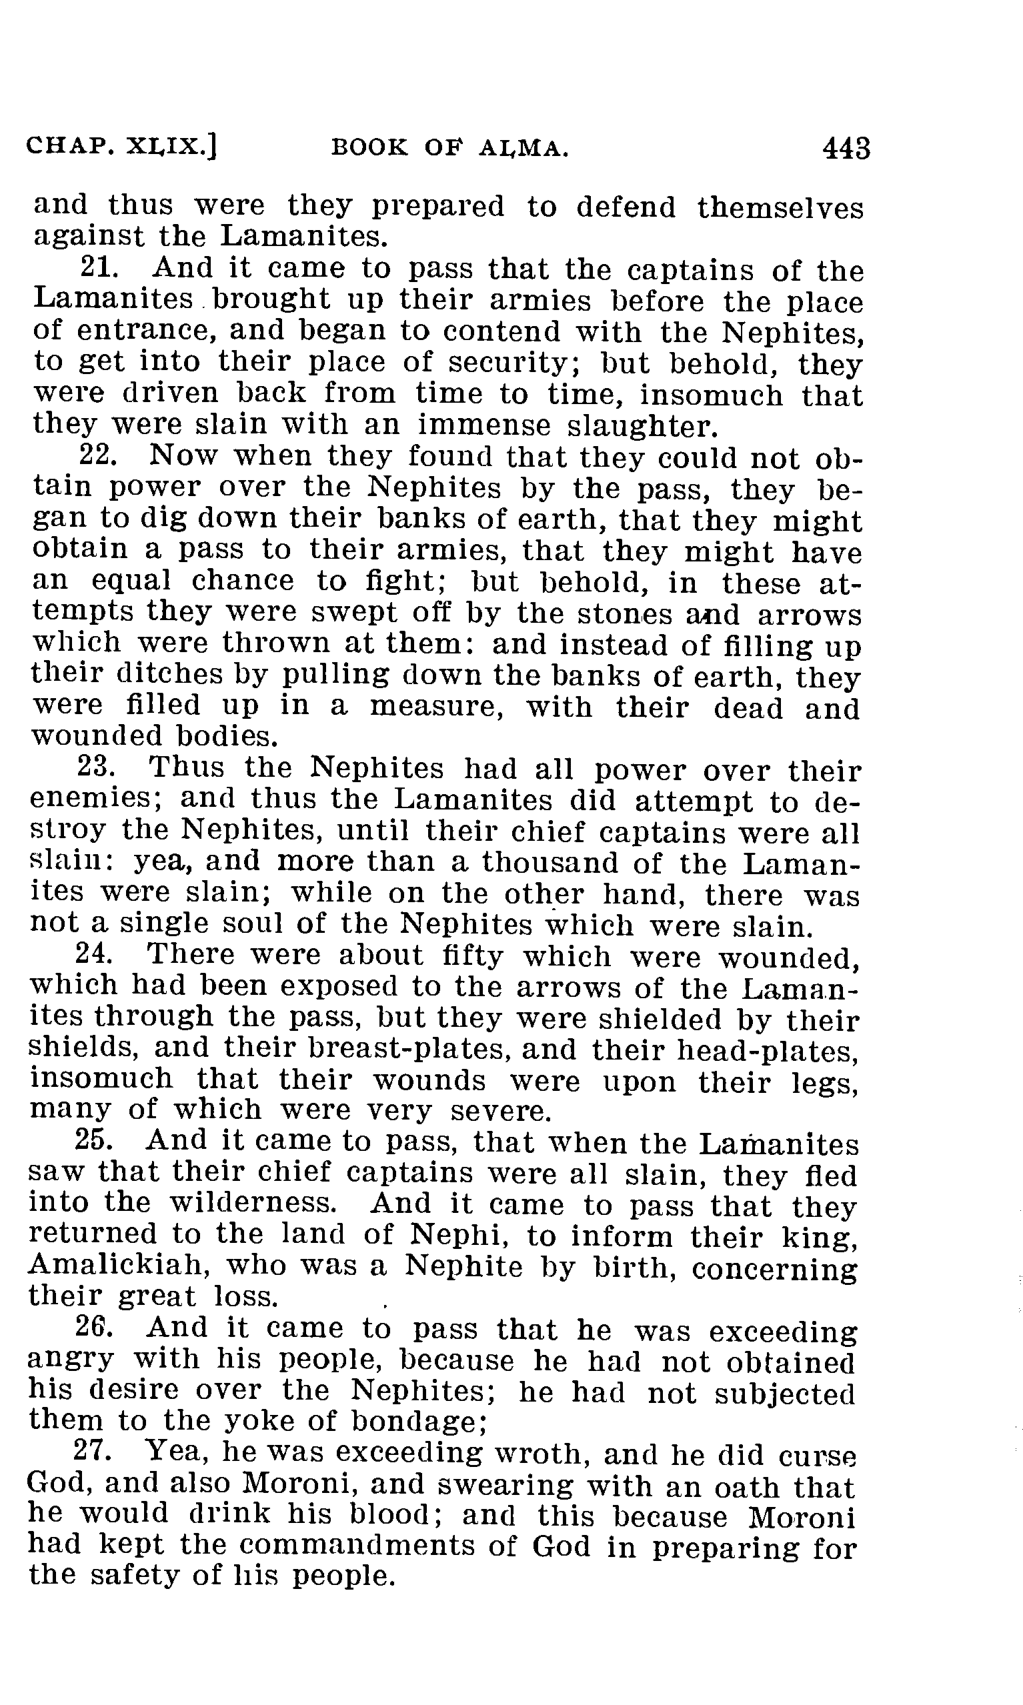 CHAP. XLIX.] BOOK OF ALMA. 443
and thus were they prepared to defend themselves
against the Lamanites.
21. And it came to pass that the captains of the
Lamanites brought up their armies before the place
of entrance, and began to contend with the Nephites,
to get into their place of security; but behold, they
were driven back from time to time, insomuch that
they were slain with an immense slaughter.
22. Now when they found that they could not ob-
tain power over the Nephites by the pass, they be-
gan to dig down their banks of earth, that they might
obtain a pass to their armies, that they might have
an equal chance to fight; but behold, in these at-
tempts they were swept off by the stones and arrows
which were thrown at them: and instead of filling up
their ditches by pulling down the banks of earth, they
were filled up in a measure, with their dead and
wounded bodies.
23. Thus the Nephites had all power over their
enemies; and thus the Lamanites did attempt to de-
stroy the Nephites, until their chief captains were all
slain: yea, and more than a thousand of the Laman-
ites were slain; while on the other hand, there was
not a single soul of the Nephites which were slain.
24. There were about fifty which were wounded,
which had been exposed to the arrows of the Laman-
ites through the pass, but they were shielded by their
shields, and their breast-plates, and their head-plates,
insomuch that their wounds were upon their legs,
many of which were very severe.
25. And it came to pass, that when the Lamanites
saw that their chief captains were all slain, they fled
into the wilderness. And it came to pass that they
returned to the land of Nephi, to inform their king,
Amalickiah, who was a Nephite by birth, concerning
their great loss.
26. And it came to pass that he was exceeding
angry with his people, because he had not obtained
his desire over the Nephites; he had not subjected
them to the yoke of bondage;
27. Yea, he was exceeding wroth, and he did curse
God, and also Moroni, and swearing with an oath that
he would drink his blood; and this because Moroni
had kept the commandments of God in preparing for
the safety of his people.